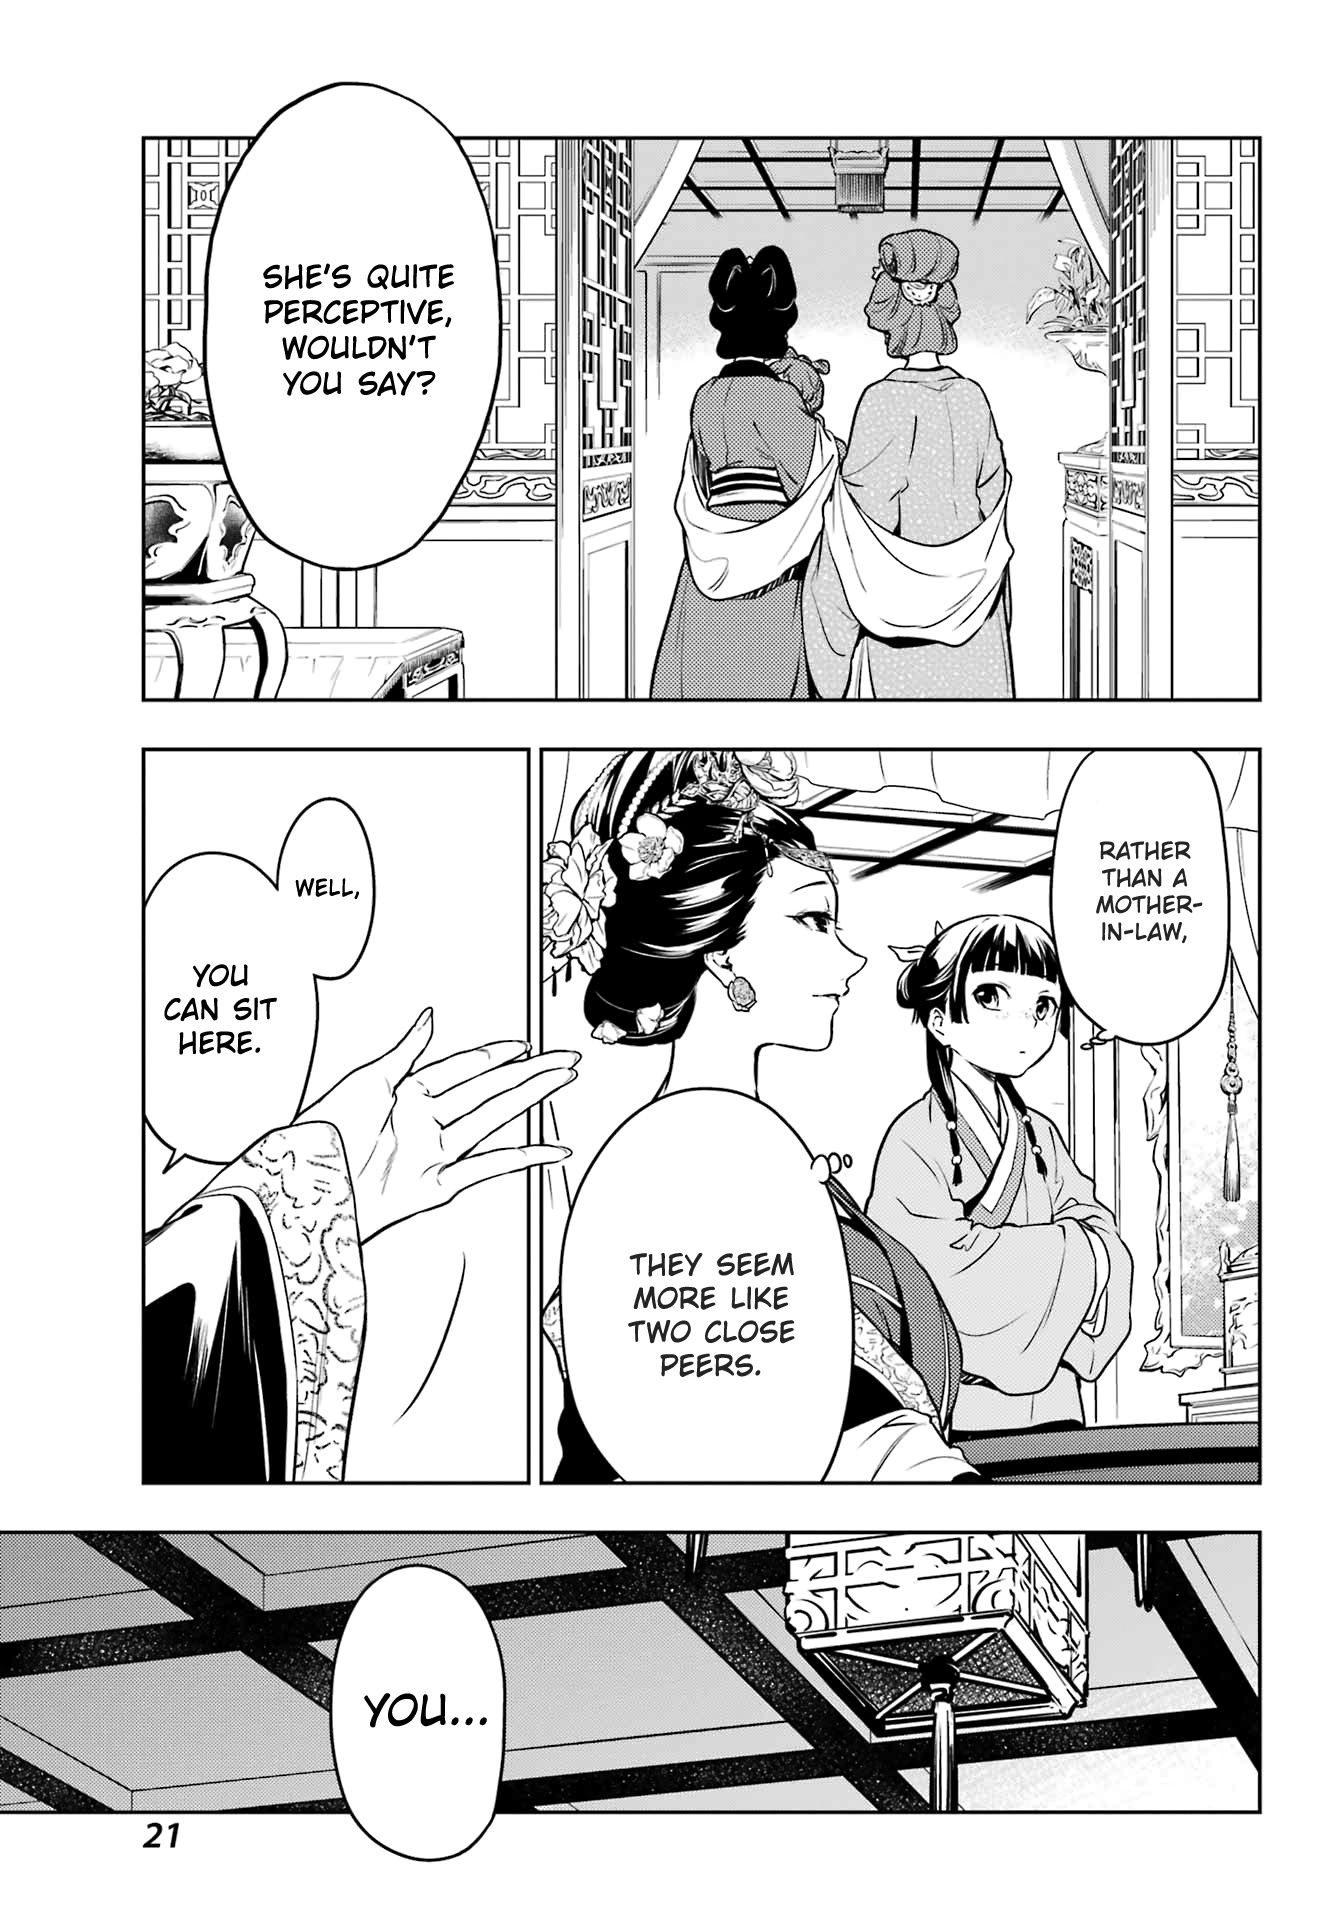 SHE'S QUITE
PERCEPTIVE,
WOULDN'T
YOU SAY?
RATHER
THAN A
MOTHER-
IN-LAW,
THEY SEEM
MORE LIKE
TWO CLOSE
PEERS.
WELL,
YOU
CAN SIT
HERE.
YOU...
21